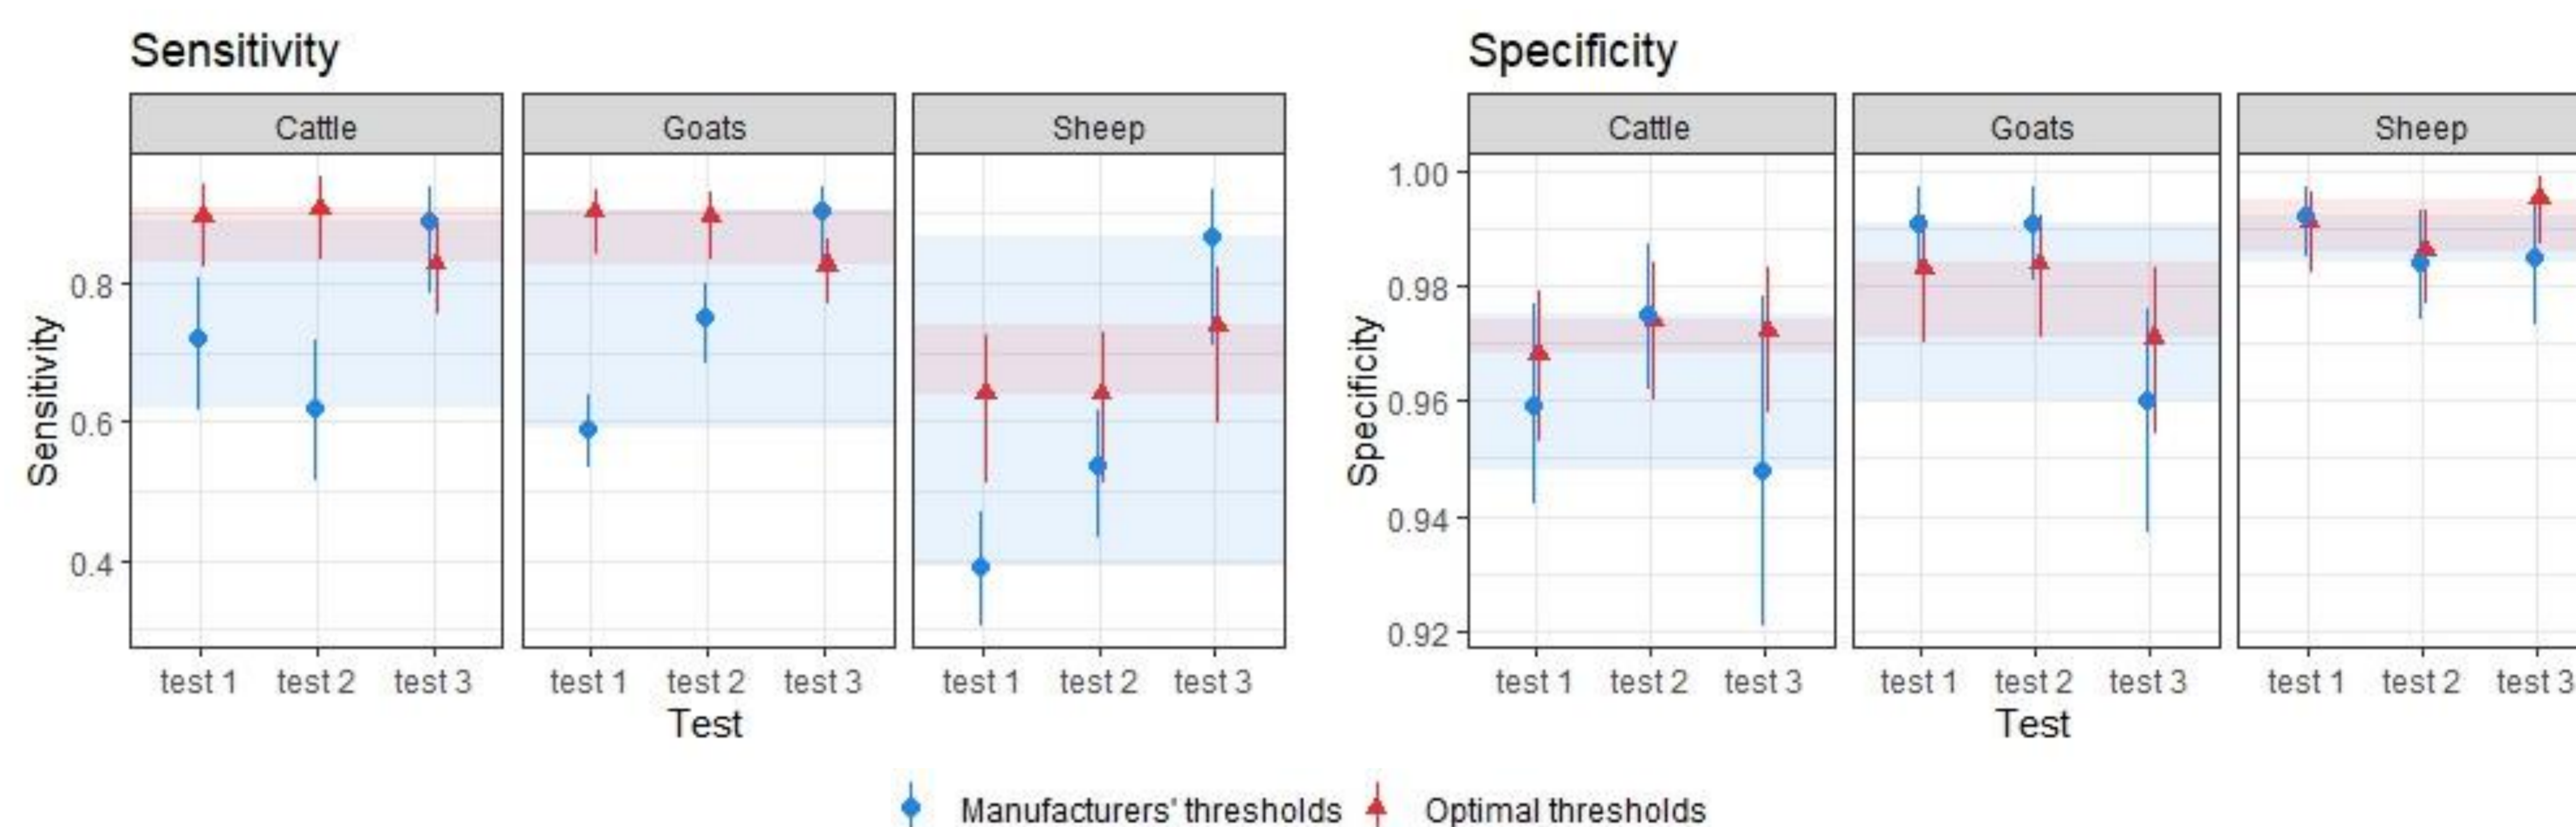 Sensitivity
Specificity
Cattle Goats Sheep
Cattle Goats Sheep
Sensitivity
0.8
0.6
0.4
Specificity
1.00
0.98
0.96
0.94
0.92
test 1 test 2 test 3 test 1 test 2 test 3 test 1 test 2 test 3
test 1 test 2 test 3 test 1 test 2 test 3 test 1 test 2 test 3
Test
Test
Manufacturers' thresholds Optimal thresholds